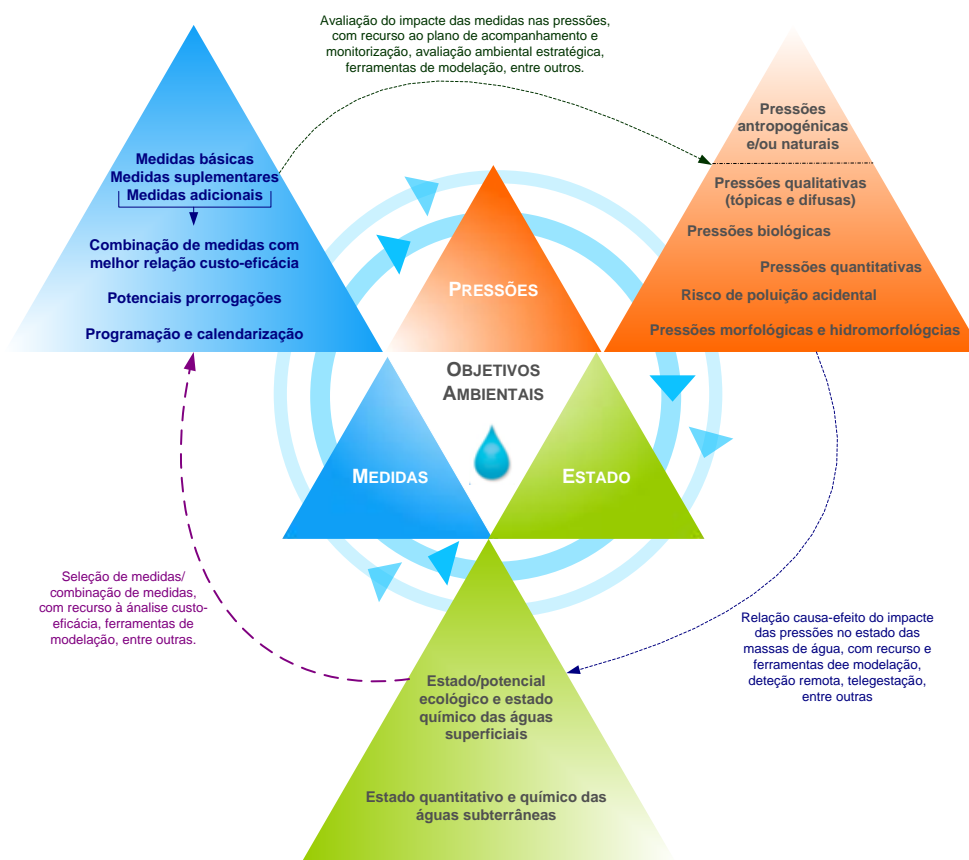 Avaliação do impacte das medidas nas pressões,
com recurso ao plano de acompanhamento e
monitorização, avaliação ambiental estratégica,
ferramentas de modelação, entre outros.
Medidas básicas
Medidas suplementares
Medidas adicionais
Combinação de medidas com
melhor relação custo-eficácia
Potenciais prorrogações
Programação e calendarização
Pressões
antropogénicas
e/ou naturais
Pressões qualitativas
(tópicas e difusas)
Pressões biológicas
Pressões quantitativas
Risco de poluição acidental
Pressões morfológicas e hidromorfológcias
PRESSÕES
OBJETIVOS
AMBIENTAIS
MEDIDAS
ESTADO
Seleção de medidas/
combinação de medidas,
com recurso à ánalise custo-
eficácia, ferramentas de
modelação, entre outras.
Relação causa-efeito do impacte
das pressões no estado das
massas de água, com recurso e
ferramentas dee modelação,
deteção remota, telegestação,
entre outras
Estado/potencial
ecológico e estado
químico das águas
superficiais
Estado quantitativo e químico das
águas subterrâneas